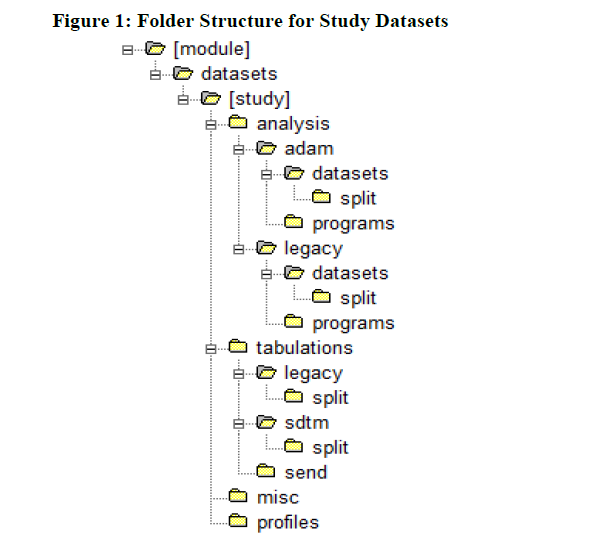 Figure 1: Folder Structure for Study Datasets
[module]
datasets
[study]
analysis
adam
datasets
split
programs
legacy
datasets
split
programs
tabulations
legacy
split
sdtm
split
send
misc
profiles